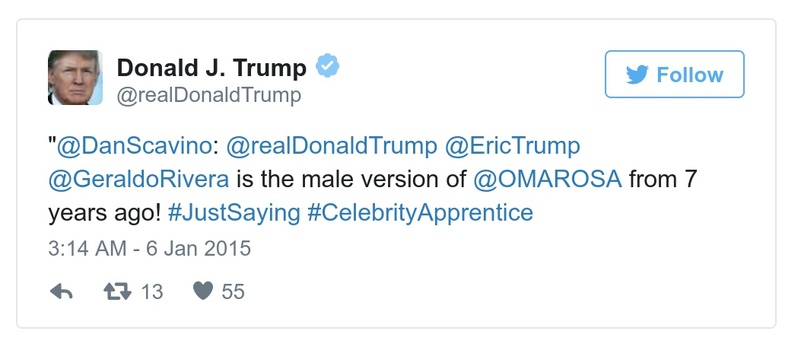 Donald J. Trump
@realDonaldTrump
Follow
"@DanScavino: @realDonaldTrump @EricTrump
@GeraldoRivera is the male version of @OMAROSA from 7
years ago! #JustSaying #CelebrityApprentice
3:14 AM - 6 Jan 2015
13 55